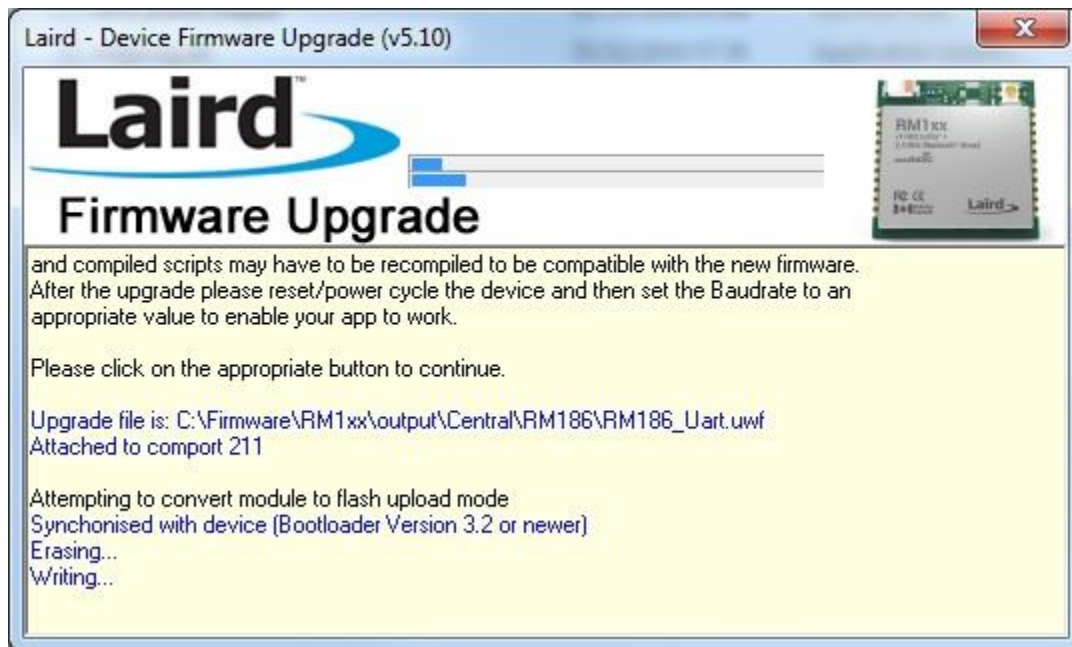 Laird - Device Firmware Upgrade (v5.10)
Laird™
Firmware Upgrade
RM1xx
Laird
and compiled scripts may have to be recompiled to be compatible with the new firmware.
After the upgrade please reset/power cycle the device and then set the Baudrate to an
appropriate value to enable your app to work.
Please click on the appropriate button to continue.
Upgrade file is: C:\Firmware\RM1xx\output\Central\RM186\RM186_Uart.uwf
Attached to comport 211
Attempting to convert module to flash upload mode
Synchonised with device (Bootloader Version 3.2 or newer)
Erasing...
Writing...